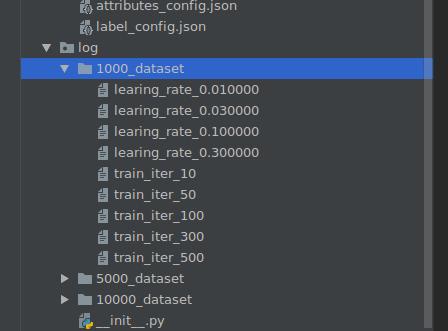 attributes_config.json
label_config.json
log
1000_dataset
learing_rate_0.010000
learing_rate_0.030000
learing_rate_0.100000
learing_rate_0.300000
train_iter_10
train_iter_50
train_iter_100
train_iter_300
train_iter_500
5000_dataset
10000_dataset
__init__.py